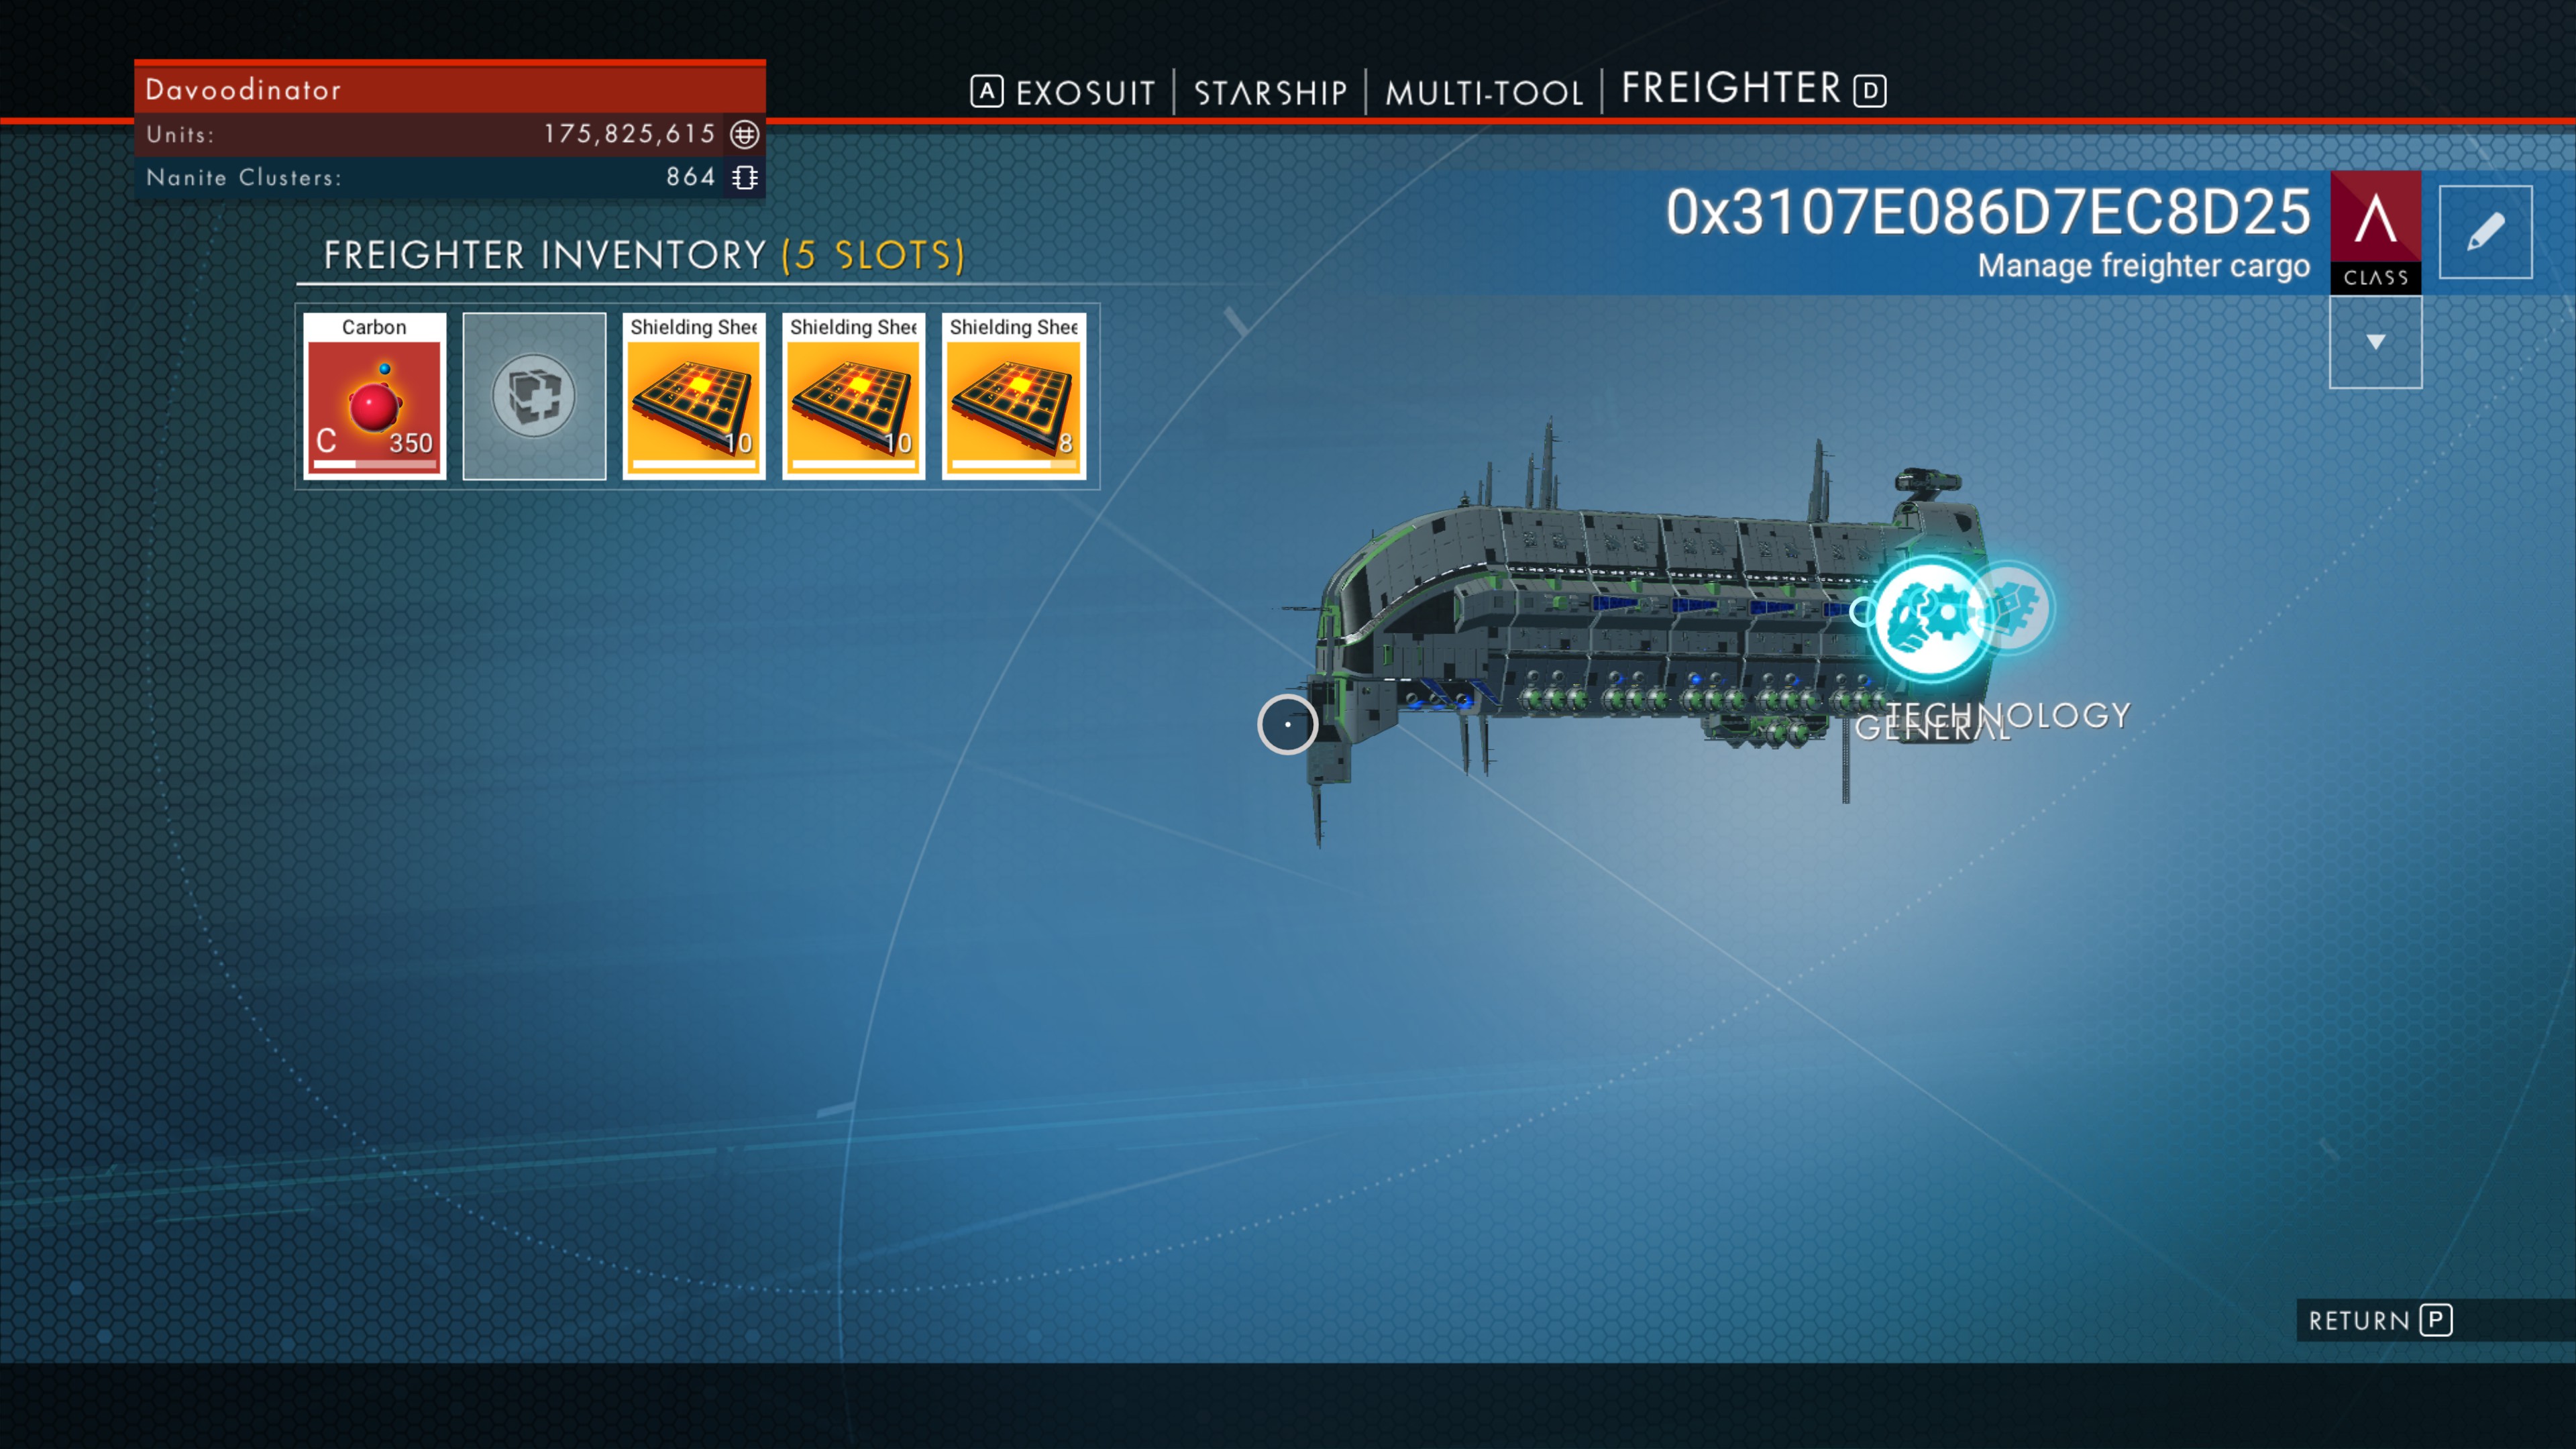 Davoodinator
Units: 175,825,615
Nanite Clusters: 864
A EXOSUIT STARSHIP MULTI-TOOL FREIGHTER D
0x3107E086D7EC8D25
Manage freighter cargo
CLASS
FREIGHTER INVENTORY (5 SLOTS)
Carbon
C 350
Shielding Shee
10
Shielding Shee
10
Shielding Shee
8
TECHNOLOGY
GENERAL
RETURN P